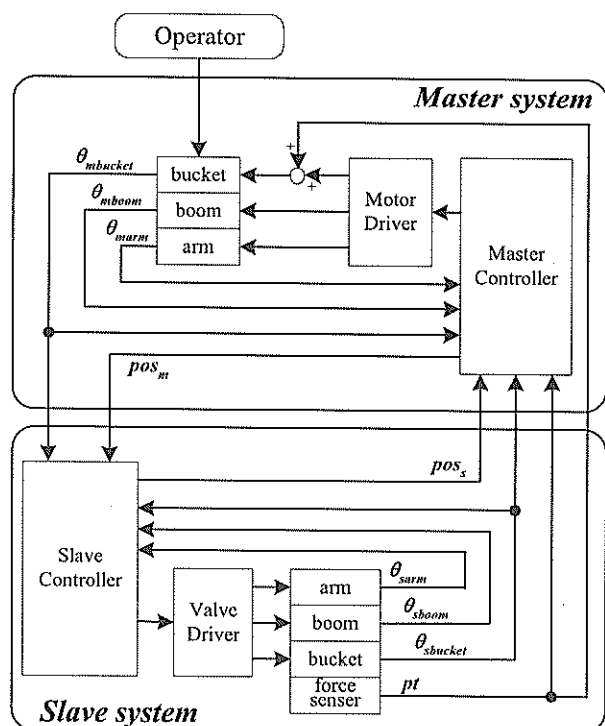 Operator
Master system
θmbucket
θmboom
θmarm
bucket
boom
arm
+
+
Motor
Driver
Master
Controller
posm
poss
Slave
Controller
Valve
Driver
arm
boom
bucket
force
senser
θsarm
θsboom
θsbucket
pt
Slave system